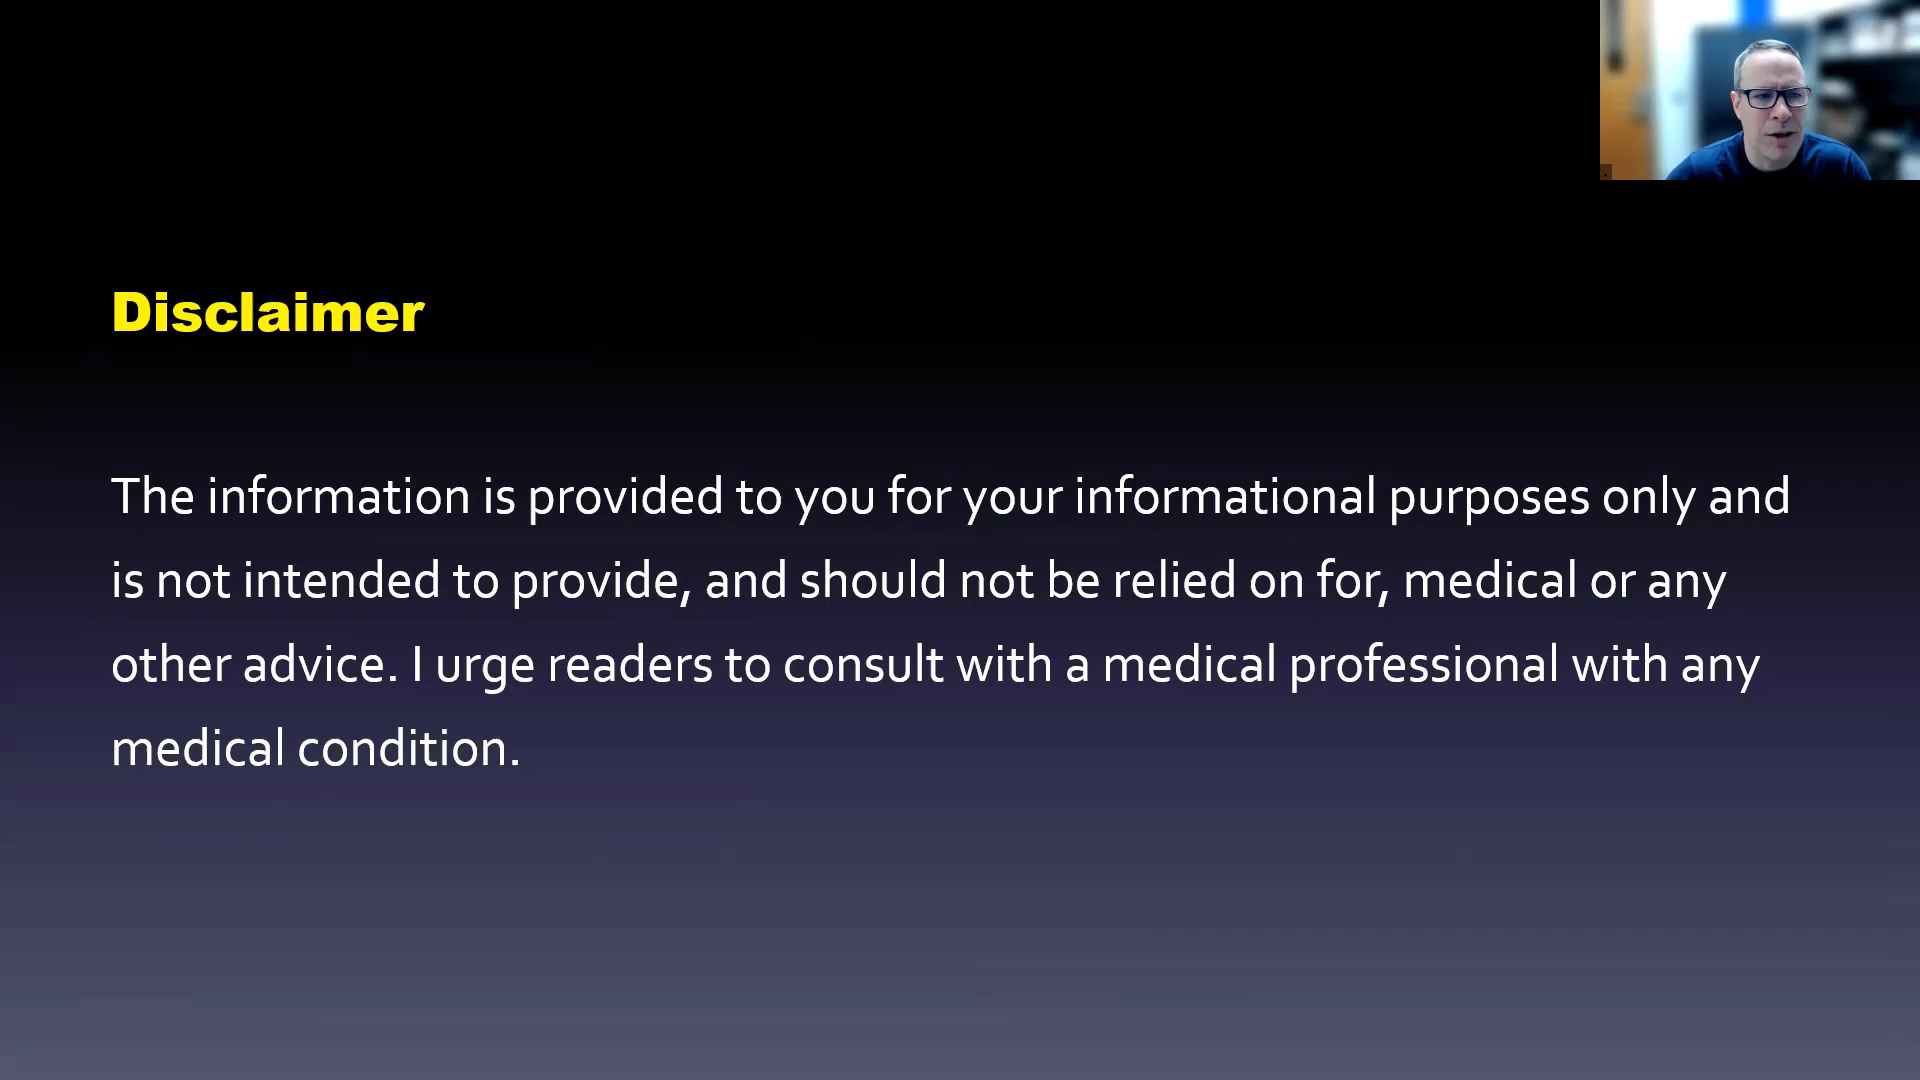 Disclaimer
The information is provided to you for your informational purposes only and
is not intended to provide, and should not be relied on for, medical or any
other advice. I urge readers to consult with a medical professional with any
medical condition.